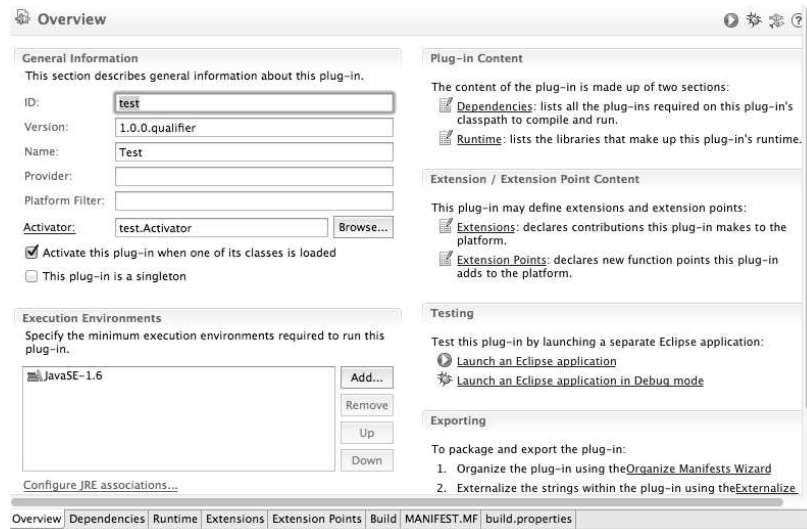 Overview
General Information
This section describes general information about this plug-in.
ID:
test
Version:
1.0.0.qualifier
Name:
Test
Provider:
Platform Filter:
Activator:
test.Activator
Browse...
Activate this plug-in when one of its classes is loaded
This plug-in is a singleton
Execution Environments
Specify the minimum execution environments required to run this
plug-in.
JavaSE-1.6
Add...
Remove
Up
Down
Configure JRE associations...
Plug-in Content
The content of the plug-in is made up of two sections:
Dependencies: lists all the plug-ins required on this plug-in's
classpath to compile and run.
Runtime: lists the libraries that make up this plug-in's runtime.
Extension / Extension Point Content
This plug-in may define extensions and extension points:
Extensions: declares contributions this plug-in makes to the
platform.
Extension Points: declares new function points this plug-in
adds to the platform.
Testing
Test this plug-in by launching a separate Eclipse application:
Launch an Eclipse application
Launch an Eclipse application in Debug mode
Exporting
To package and export the plug-in:
1. Organize the plug-in using theOrganize Manifests Wizard
2. Externalize the strings within the plug-in using theExternalize
Overview Dependencies Runtime Extensions Extension Points Build MANIFEST.MF build.properties